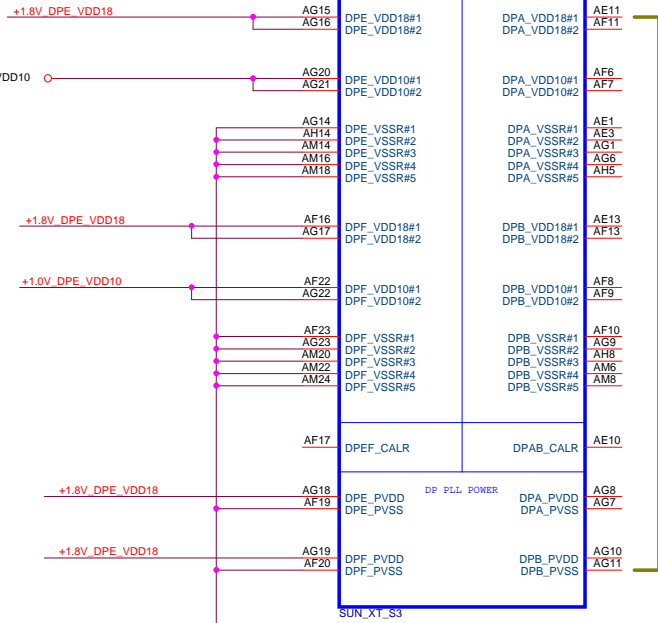 +1.8V_DPE_VDD18
AG15 DPE_VDD18#1 DPA_VDD18#1 AE11
AG16 DPE_VDD18#2 DPA_VDD18#2 AF11
VDD10 AG20 DPE_VDD10#1 DPA_VDD10#1 AF6
AG21 DPE_VDD10#2 DPA_VDD10#2 AF7
AG14 DPE_VSSR#1 DPA_VSSR#1 AE1
AH14 DPE_VSSR#2 DPA_VSSR#2 AE3
AM14 DPE_VSSR#3 DPA_VSSR#3 AG1
AM16 DPE_VSSR#4 DPA_VSSR#4 AG6
AM18 DPE_VSSR#5 DPA_VSSR#5 AH5
+1.8V_DPE_VDD18 AF16 DPF_VDD18#1 DPB_VDD18#1 AE13
AG17 DPF_VDD18#2 DPB_VDD18#2 AF13
+1.0V_DPE_VDD10 AF22 DPF_VDD10#1 DPB_VDD10#1 AF8
AG22 DPF_VDD10#2 DPB_VDD10#2 AF9
AF23 DPF_VSSR#1 DPB_VSSR#1 AF10
AG23 DPF_VSSR#2 DPB_VSSR#2 AG9
AM20 DPF_VSSR#3 DPB_VSSR#3 AH8
AM22 DPF_VSSR#4 DPB_VSSR#4 AM6
AM24 DPF_VSSR#5 DPB_VSSR#5 AM8
AF17 DPEF_CALR DPAB_CALR AE10
DP PLL POWER
+1.8V_DPE_VDD18 AG18 DPE_PVDD DPA_PVDD AG8
AF19 DPE_PVSS DPA_PVSS AG7
+1.8V_DPE_VDD18 AG19 DPF_PVDD DPB_PVDD AG10
AF20 DPF_PVSS DPB_PVSS AG11
SUN_XT_S3